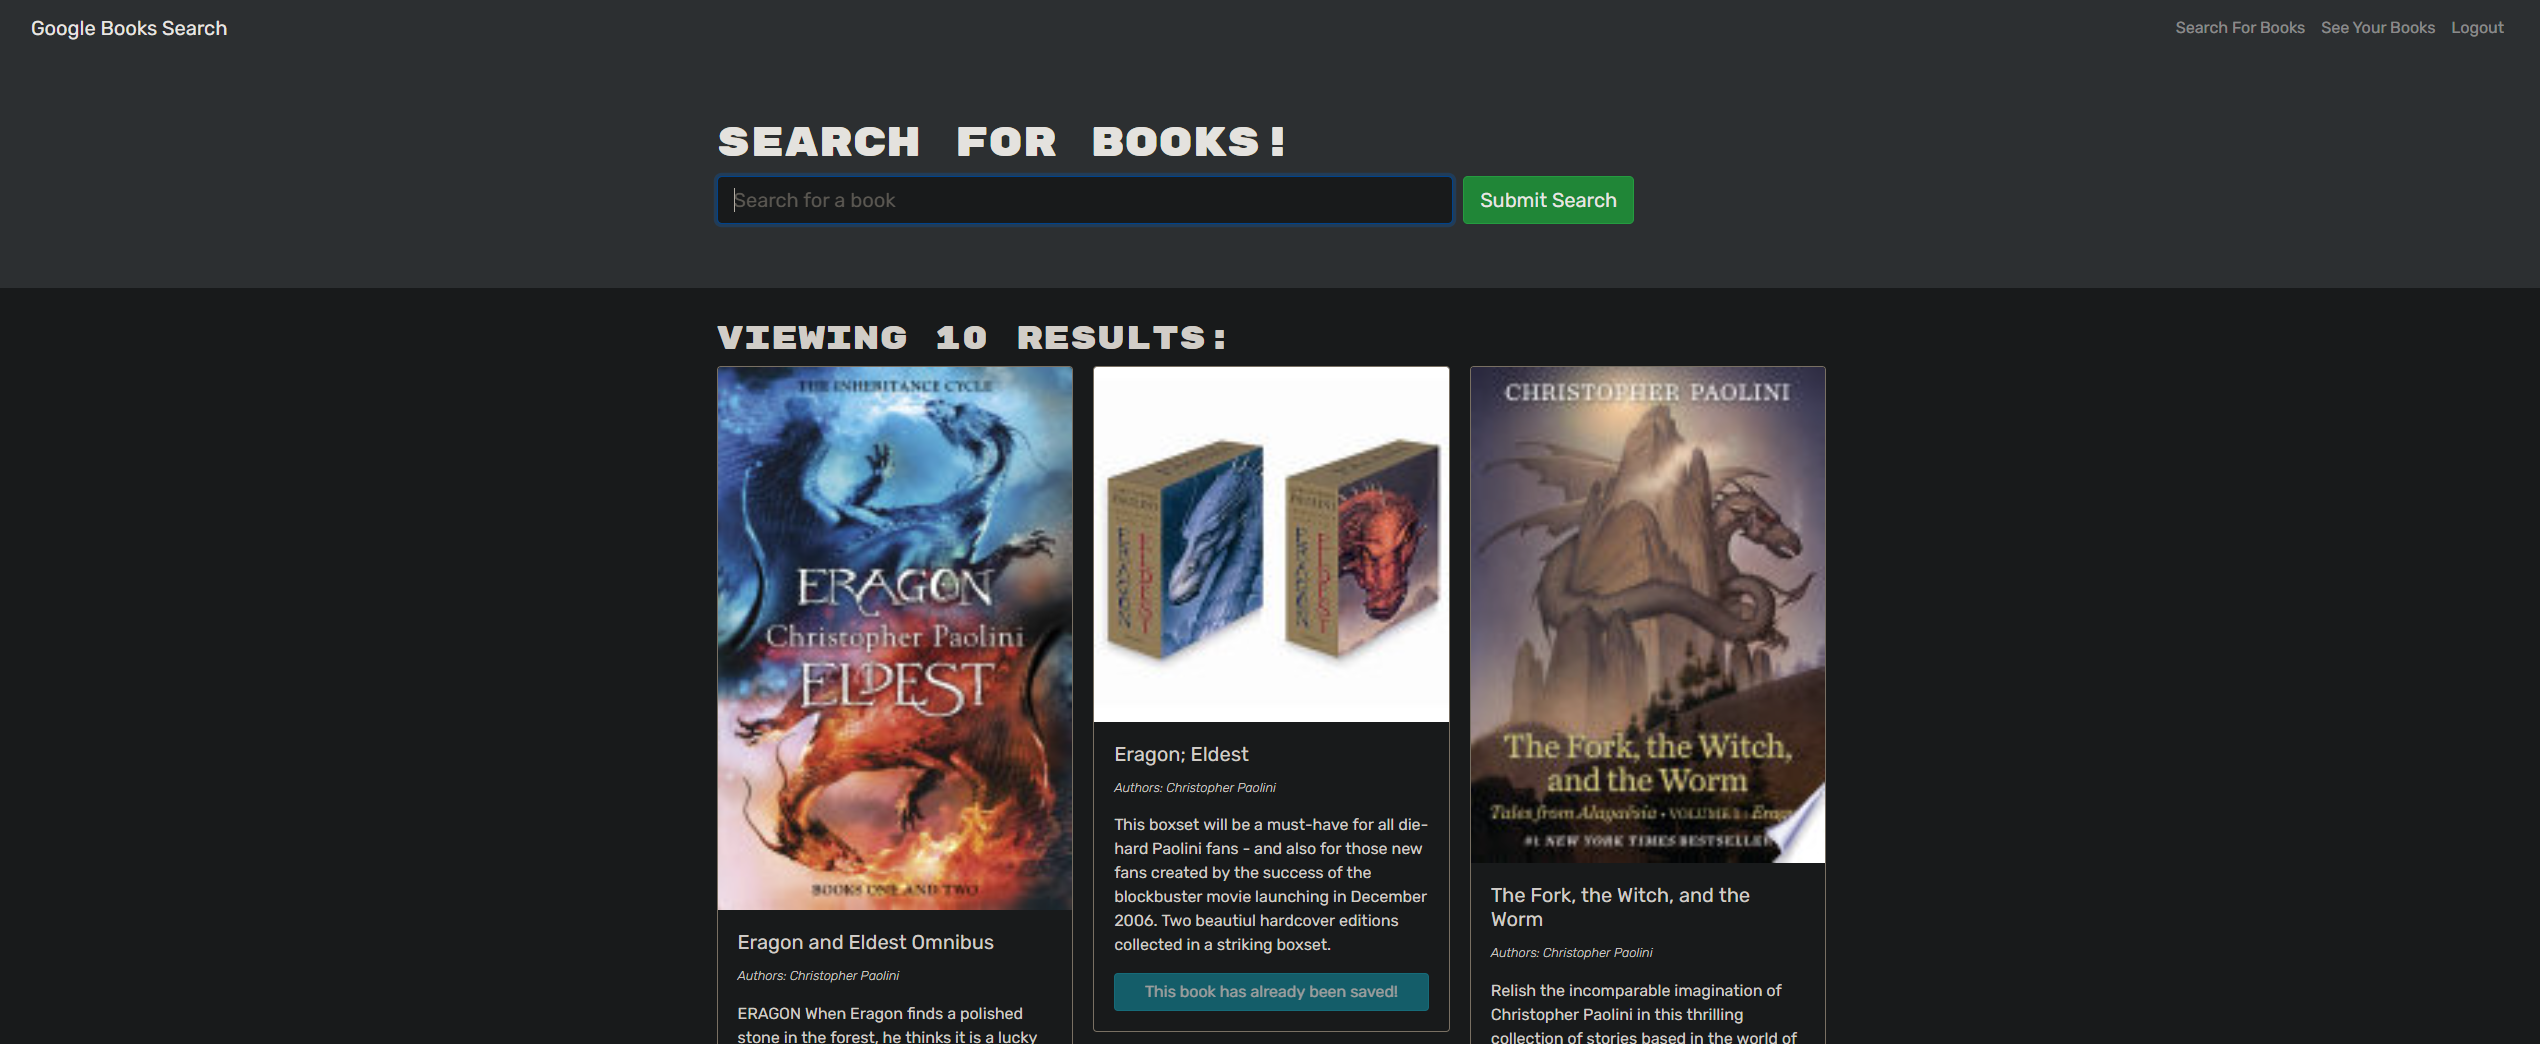 Google Books Search
Search For Books
See Your Books
Logout
SEARCH FOR BOOKS!
Search for a book
Submit Search
VIEWING 10 RESULTS:
THE INHERITANCE CYCLE
ERAGON
Christopher Paolini
ELDEST
BOOKS ONE AND TWO
Eragon and Eldest Omnibus
Authors: Christopher Paolini
ERAGON When Eragon finds a polished
stone in the forest, he thinks it is a lucky
PAOLINI
ERAGON
ELDEST
PAOLINI
ERAGON
ELDEST
Eragon; Eldest
Authors: Christopher Paolini
This boxset will be a must-have for all die-
hard Paolini fans - and also for those new
fans created by the success of the
blockbuster movie launching in December
2006. Two beautiul hardcover editions
collected in a striking boxset.
This book has already been saved!
CHRISTOPHER PAOLINI
The Fork, the Witch,
and the Worm
Tales from Alagaësia • VOLUME 1: Erag
#1 NEW YORK TIMES BESTSELLER
The Fork, the Witch, and the
Worm
Authors: Christopher Paolini
Relish the incomparable imagination of
Christopher Paolini in this thrilling
collection of stories based in the world of